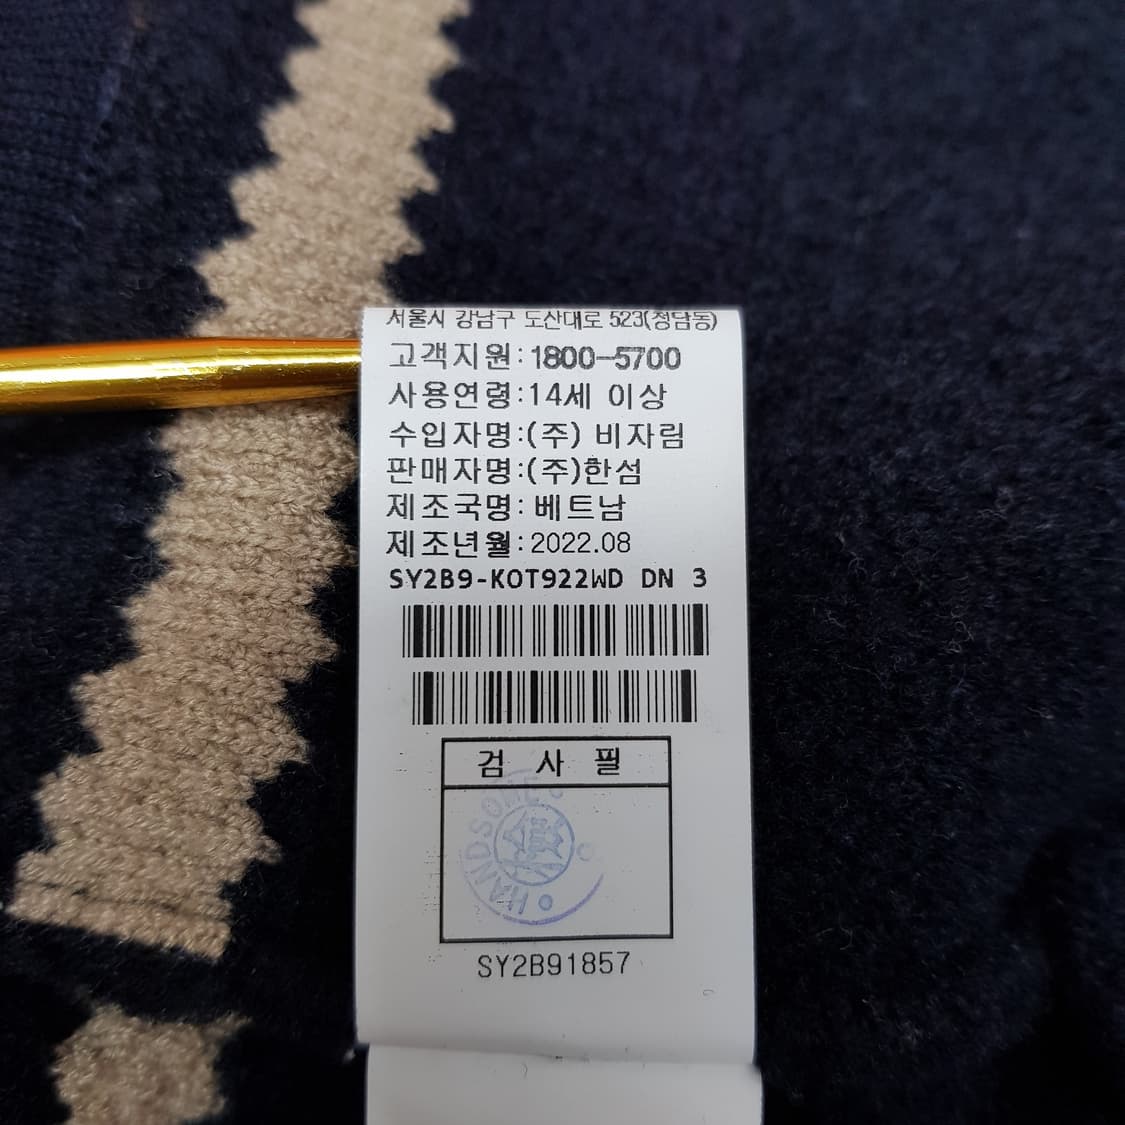 서울시 강남구 도산대로 523(청담동)
고객지원:1800-5700
사용연령:14세 이상
수입자명:(주) 비자림
판매자명:(주)한섬
제조국명:베트남
제조년월:2022.08
SY2B9-KOT922WD DN 3
검 사 필
HANDSOME
SY2B91857